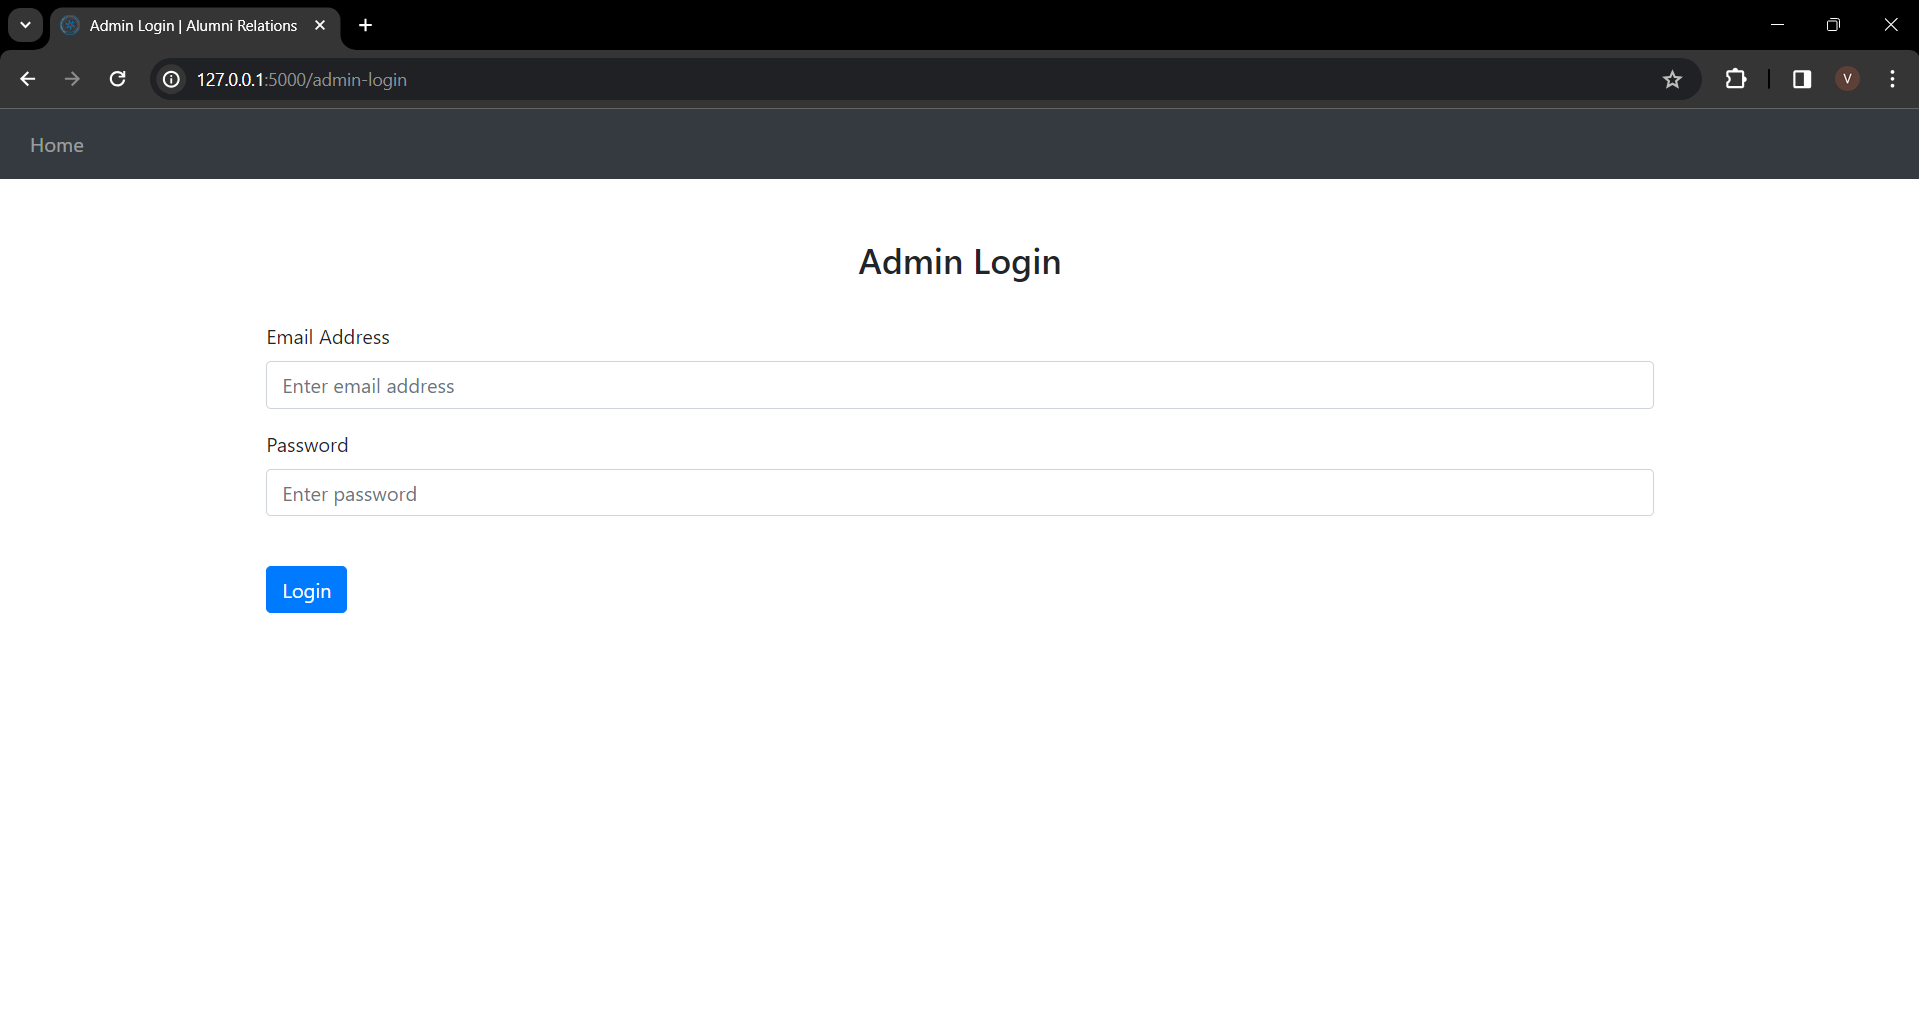 Admin Login | Alumni Relations
127.0.0.1:5000/admin-login
V
Home
Admin Login
Email Address
Enter email address
Password
Enter password
Login